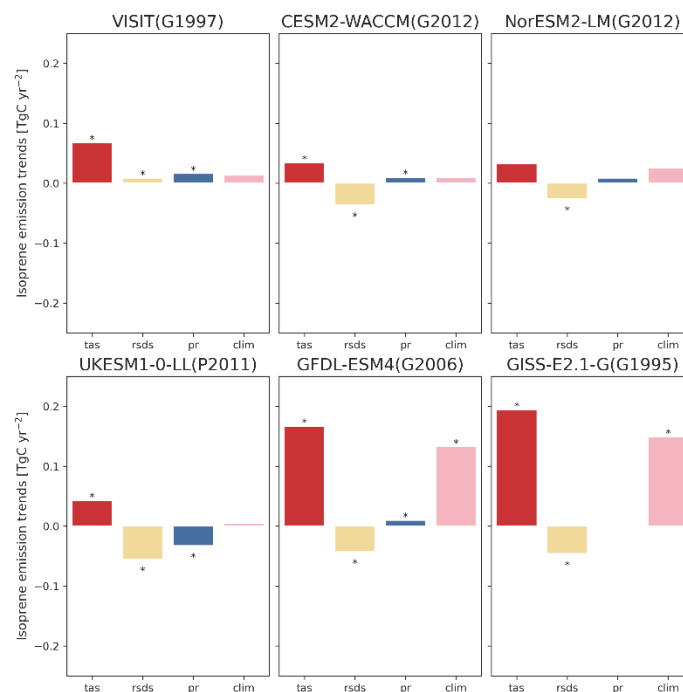 VISIT(G1997) CESM2-WACCM(G2012) NorESM2-LM(G2012)
Isoprene emission trends [TgC yr⁻²]
0.2
0.1
0.0
−0.1
−0.2
* * *
* * *
*
tas rsds pr clim tas rsds pr clim tas rsds pr clim
UKESM1-0-LL(P2011) GFDL-ESM4(G2006) GISS-E2.1-G(G1995)
Isoprene emission trends [TgC yr⁻²]
0.2
0.1
0.0
−0.1
−0.2
* * *
* * * *
* *
tas rsds pr clim tas rsds pr clim tas rsds pr clim